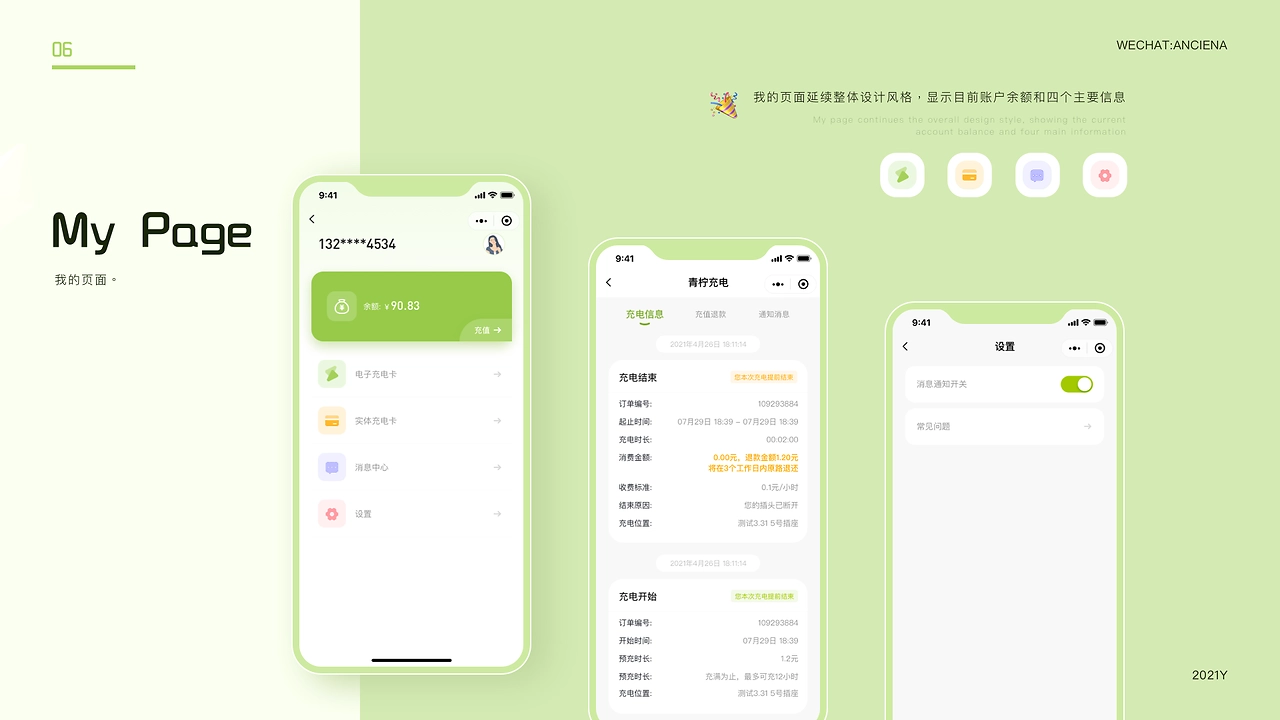 06
WECHAT:ANCIENA
我的页面延续整体设计风格，显示目前账户余额和四个主要信息
My page continues the overall design style, showing the current
account balance and four main information
My Page
我的页面。
9:41
132****4534
余额: ¥90.83
充值
电子充电卡
实体充电卡
消息中心
设置
9:41
青柠充电
充电信息 充值退款 通知消息
2021年4月26日 18:11:14
充电结束 您本次充电提前结束
订单编号: 109293884
起止时间: 07月29日 18:39 ~ 07月29日 18:39
充电时长: 00:02:00
消费金额: 0.00元，退款金额1.20元
将在3个工作日内原路退还
收费标准: 0.1元/小时
结束原因: 您的插头已断开
充电位置: 测试3.31 5号插座
2021年4月26日 18:11:14
充电开始 您本次充电提前结束
订单编号: 109293884
开始时间: 07月29日 18:39
预充时长: 1.2元
预充时长: 充满为止，最多可充12小时
充电位置: 测试3.31 5号插座
9:41
设置
消息通知开关
常见问题
2021Y